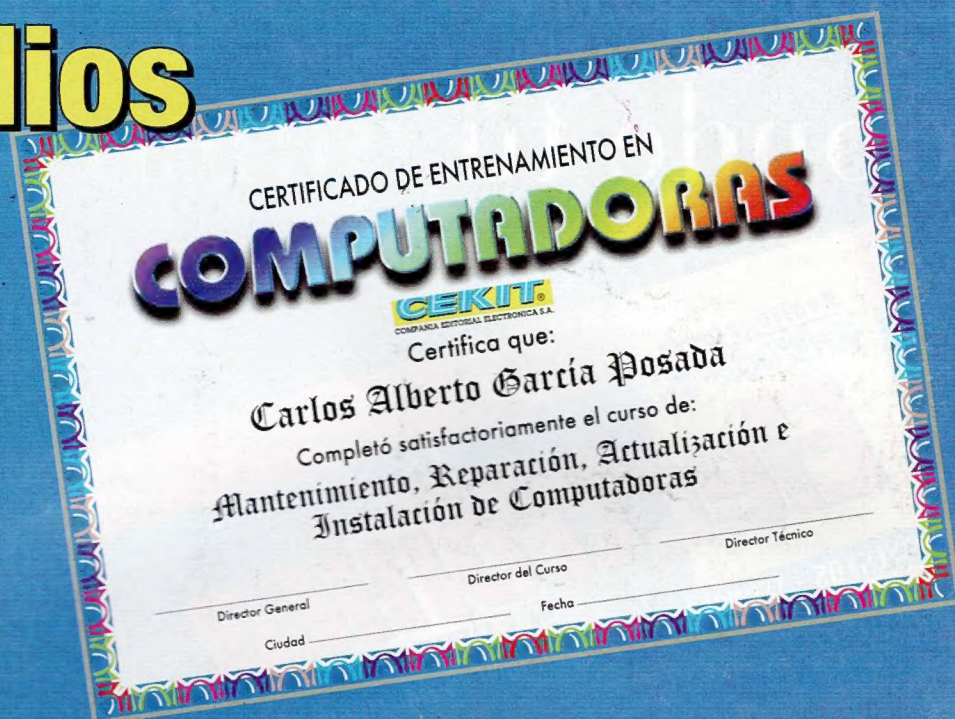 CERTIFICADO DE ENTRENAMIENTO EN
COMPUTADORAS
CEKIT®
COMPAÑIA EDITORIAL ELECTRONICA S.A.
Certifica que:
Carlos Alberto García Posada
Completó satisfactoriamente el curso de:
Mantenimiento, Reparación, Actualización e
Instalación de Computadoras
Director General
Director del Curso
Director Técnico
Ciudad
Fecha